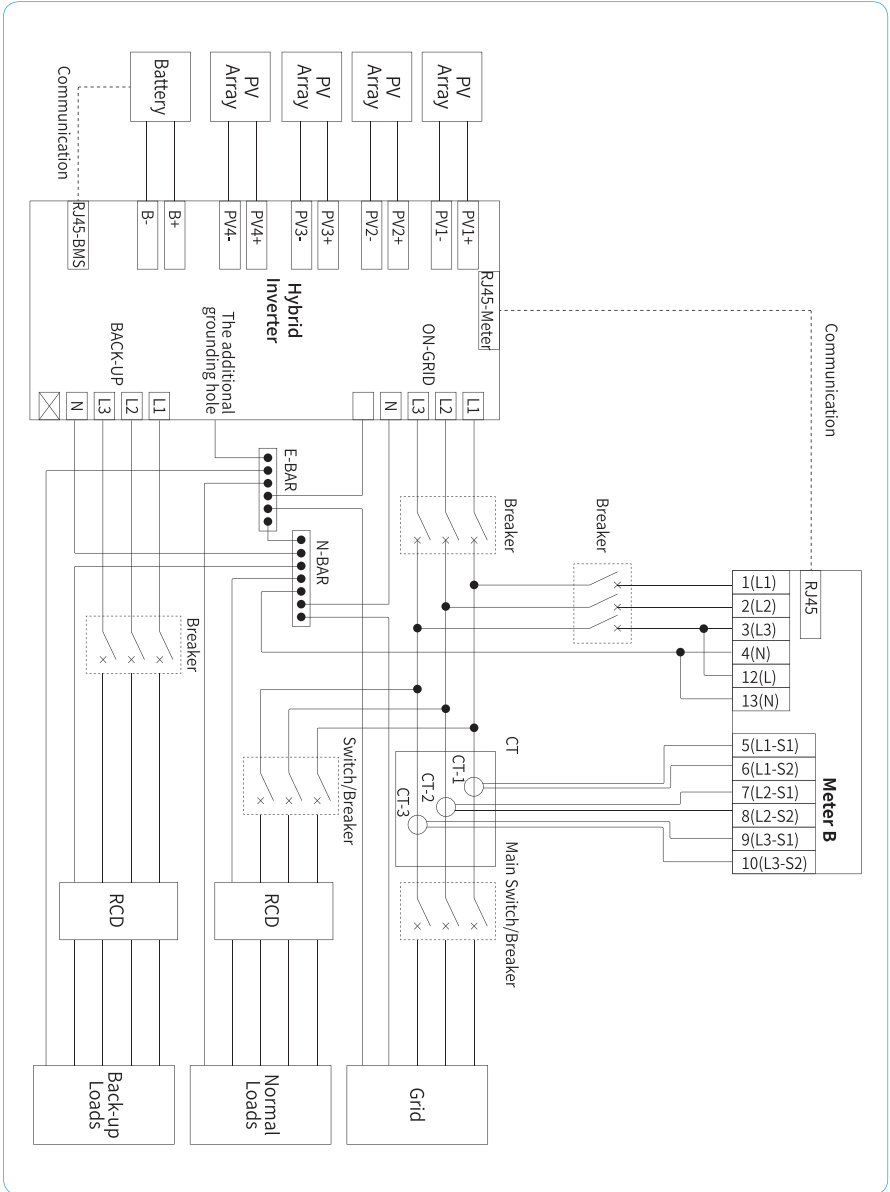 Meter B
RJ45
1(L1)
2(L2)
3(L3)
4(N)
12(L)
13(N)
5(L1-S1)
6(L1-S2)
7(L2-S1)
8(L2-S2)
9(L3-S1)
10(L3-S2)
Communication
Breaker
RJ45-Meter
PV
Array
PV1+
PV1-
PV
Array
PV2+
PV2-
PV
Array
PV3+
PV3-
PV
Array
PV4+
PV4-
Battery
B+
B-
RJ45-BMS
Communication
Hybrid
Inverter
ON-GRID
L1
L2
L3
N
The additional
grounding hole
BACK-UP
L1
L2
L3
N
Breaker
CT
CT-1
CT-2
CT-3
Main Switch/Breaker
Grid
E-BAR
N-BAR
Switch/Breaker
RCD
Normal
Loads
Breaker
RCD
Back-up
Loads